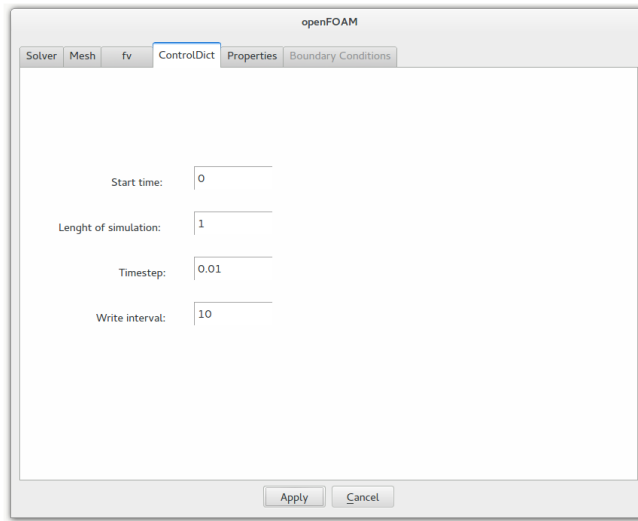 openFOAM
Solver Mesh fv ControlDict Properties Boundary Conditions
Start time: 0
Lenght of simulation: 1
Timestep: 0.01
Write interval: 10
Apply Cancel